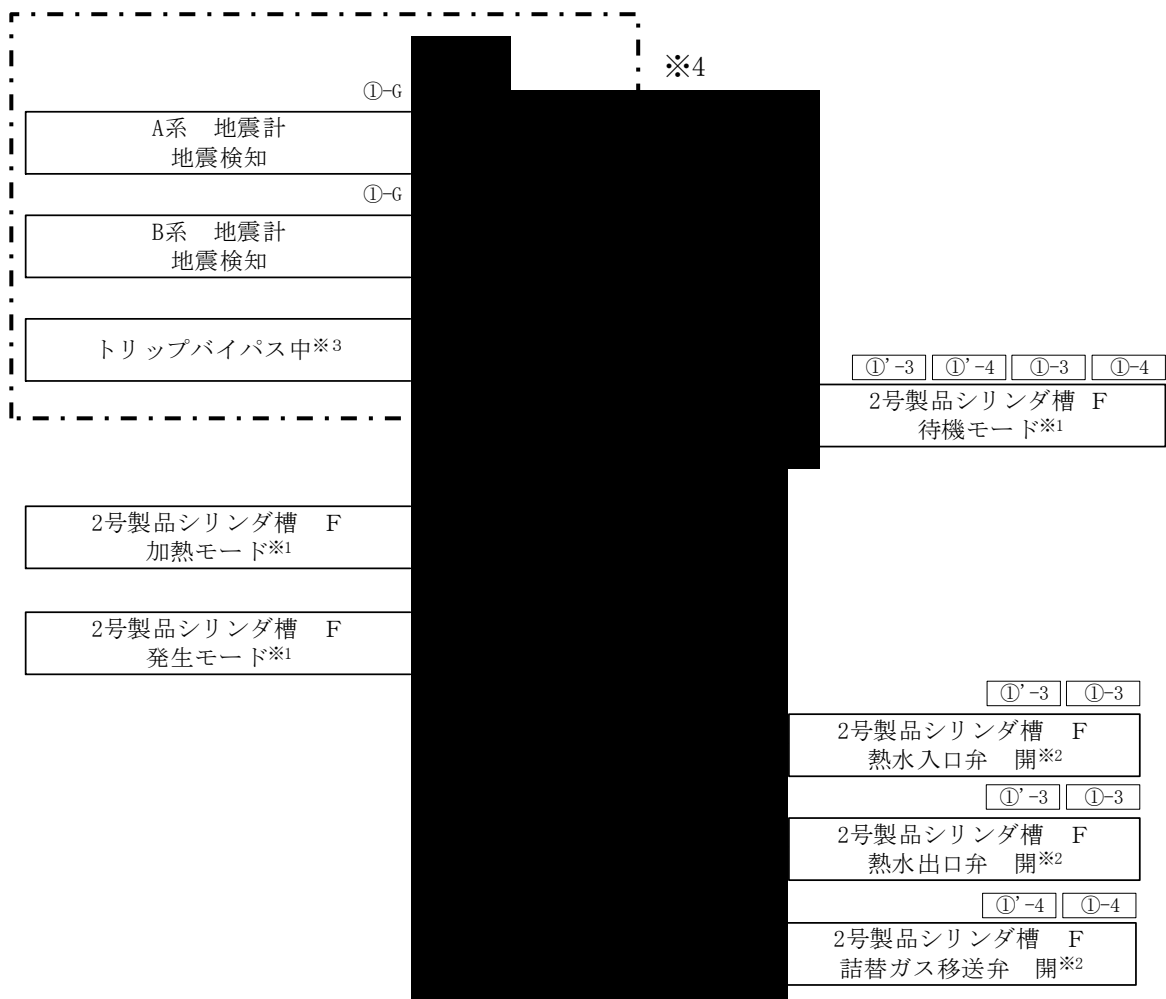 ※4
①-G
A系　地震計
地震検知
①-G
B系　地震計
地震検知
トリップバイパス中※3
①'-3 ①'-4 ①-3 ①-4
2号製品シリンダ槽　F
待機モード※1
2号製品シリンダ槽　F
加熱モード※1
2号製品シリンダ槽　F
発生モード※1
①'-3 ①-3
2号製品シリンダ槽　F
熱水入口弁　開※2
①'-3 ①-3
2号製品シリンダ槽　F
熱水出口弁　開※2
①'-4 ①-4
2号製品シリンダ槽　F
詰替ガス移送弁　開※2